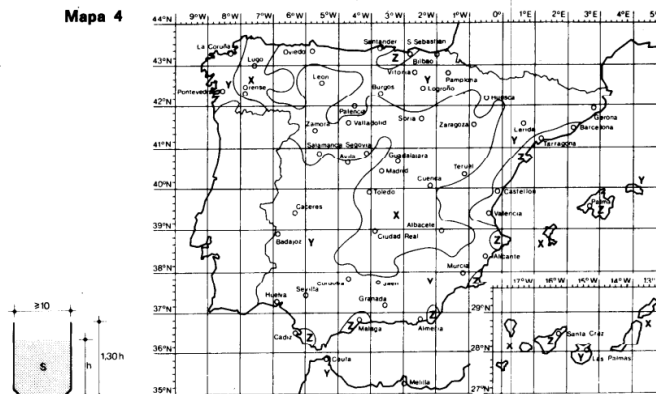 Mapa 4
9°W 8°W 7°W 6°W 5°W 4°W 3°W 2°W 1°W 0° 1°E 2°E 3°E 4°E
44°N
La Coruña
Oviedo
Santander
S. Sebastian
Z
Bilbao
43°N
Lugo
X
Y
Leon
Vitoria
Y
Pamplona
Pontevedra
Orense
Burgos
Logroño
Huesca
42°N
Palencia
Gerona
Zamora
Valladolid
Soria
Zaragoza
Lerida
Barcelona
Y
Tarragona
41°N
Salamanca
Segovia
Avila
Guadalajara
Z
Madrid
Teruel
40°N
Cuenca
Toledo
Castellon
Y
Palma
Z
Caceres
X
Valencia
39°N
Badajoz
Y
Ciudad Real
Albacete
Z
X
Alicante
38°N
Cordoba
Jaen
Y
Murcia
Z
Huelva
Sevilla
Granada
37°N
Z
Cadiz
Z
Malaga
Z
Almeria
36°N
Ceuta
Y
Melilla
35°N
17°W 16°W 15°W 14°W 13°W
29°N
Santa Cruz
X
Z
X
28°N
Y
Las Palmas
27°N
≥10
S
h
1,30 h